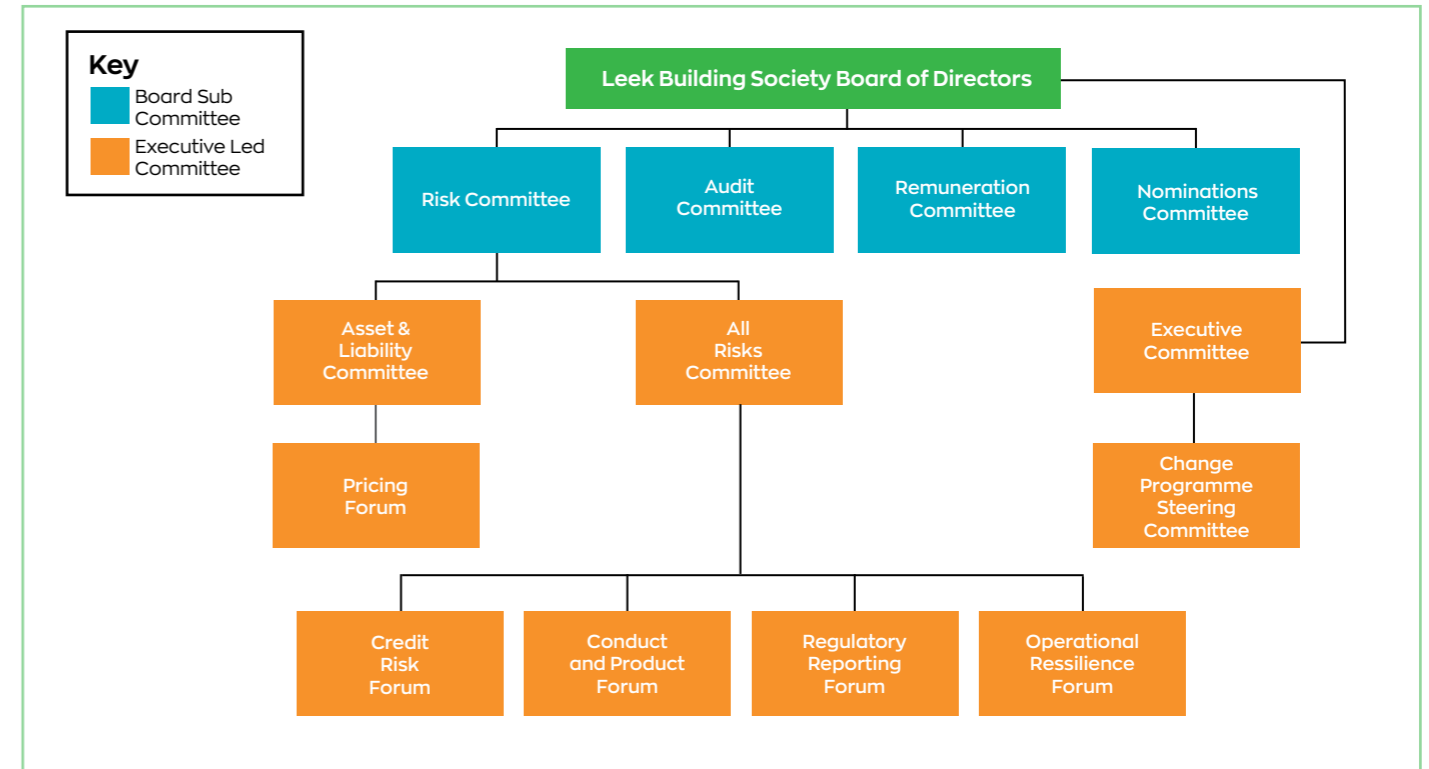 Key
Board Sub
Committee
Executive Led
Committee
Leek Building Society Board of Directors
Risk Committee
Audit
Committee
Remuneration
Committee
Nominations
Committee
Asset &
Liability
Committee
All
Risks
Committee
Executive
Committee
Pricing
Forum
Change
Programme
Steering
Committee
Credit
Risk
Forum
Conduct
and Product
Forum
Regulatory
Reporting
Forum
Operational
Ressilience
Forum